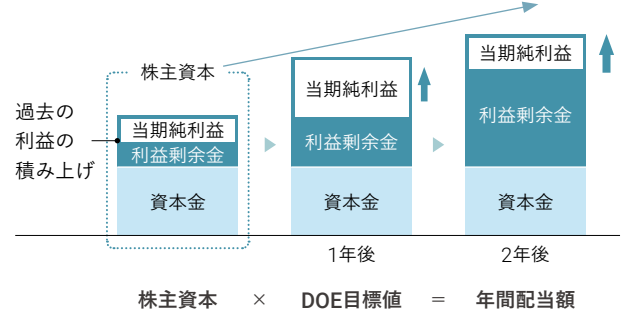 株主資本
過去の
利益の
積み上げ
当期純利益
利益剰余金
資本金
当期純利益
利益剰余金
資本金
当期純利益
利益剰余金
資本金
1年後
2年後
株主資本 × DOE目標値 = 年間配当額